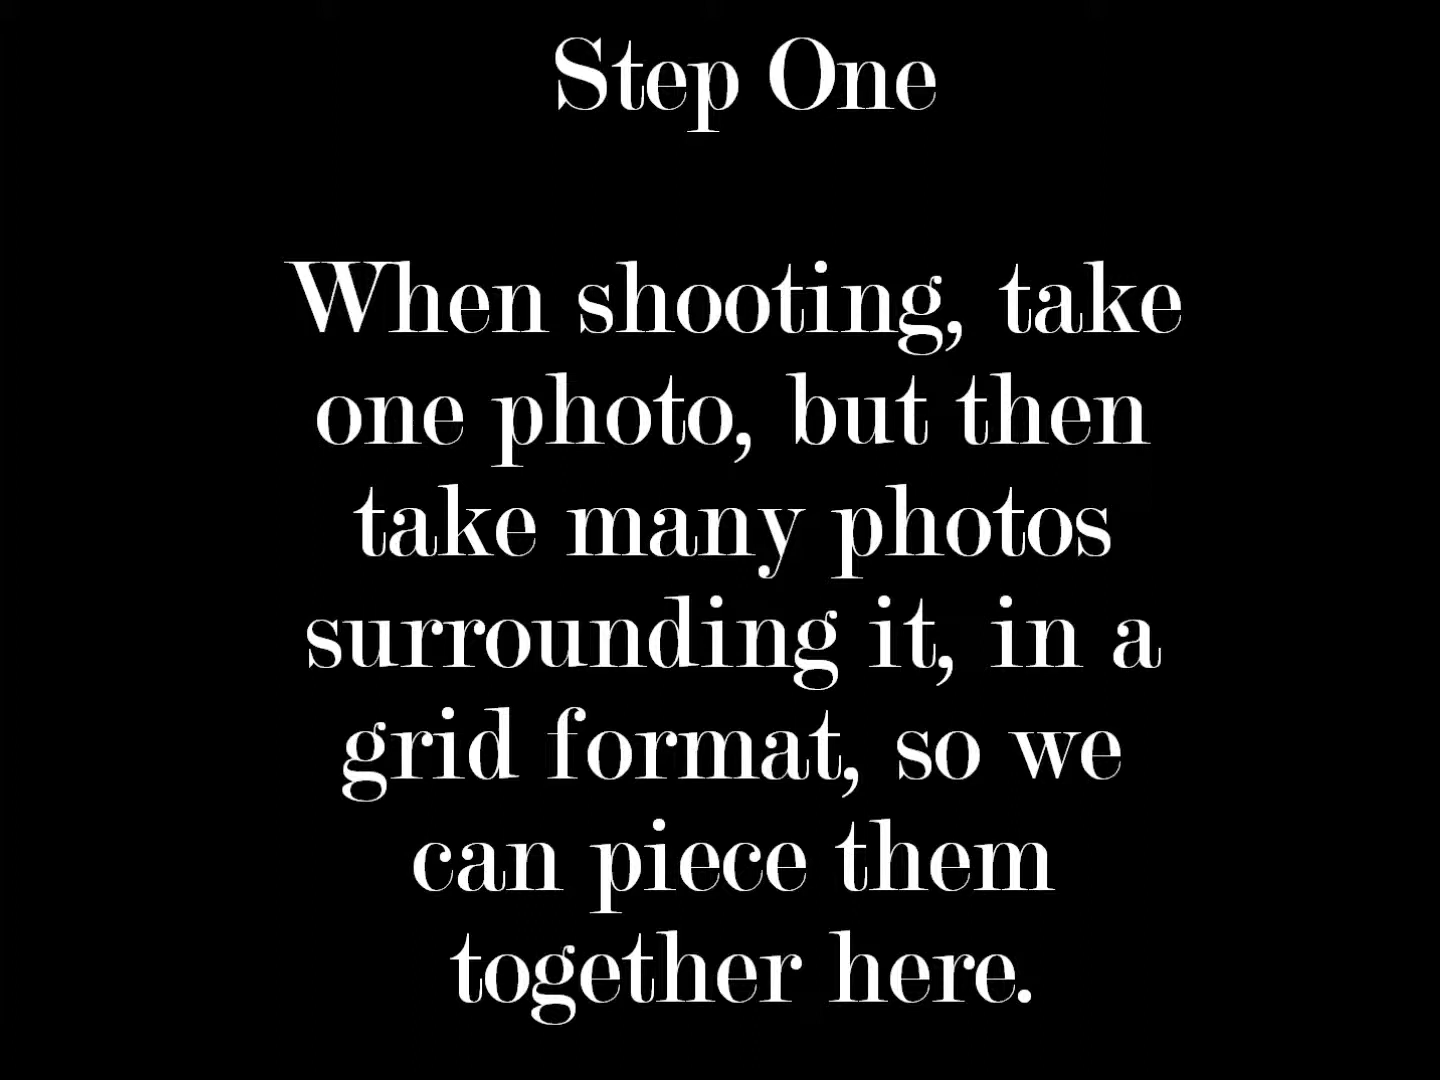 Step One
When shooting, take
one photo, but then
take many photos
surrounding it, in a
grid format, so we
can piece them
together here.